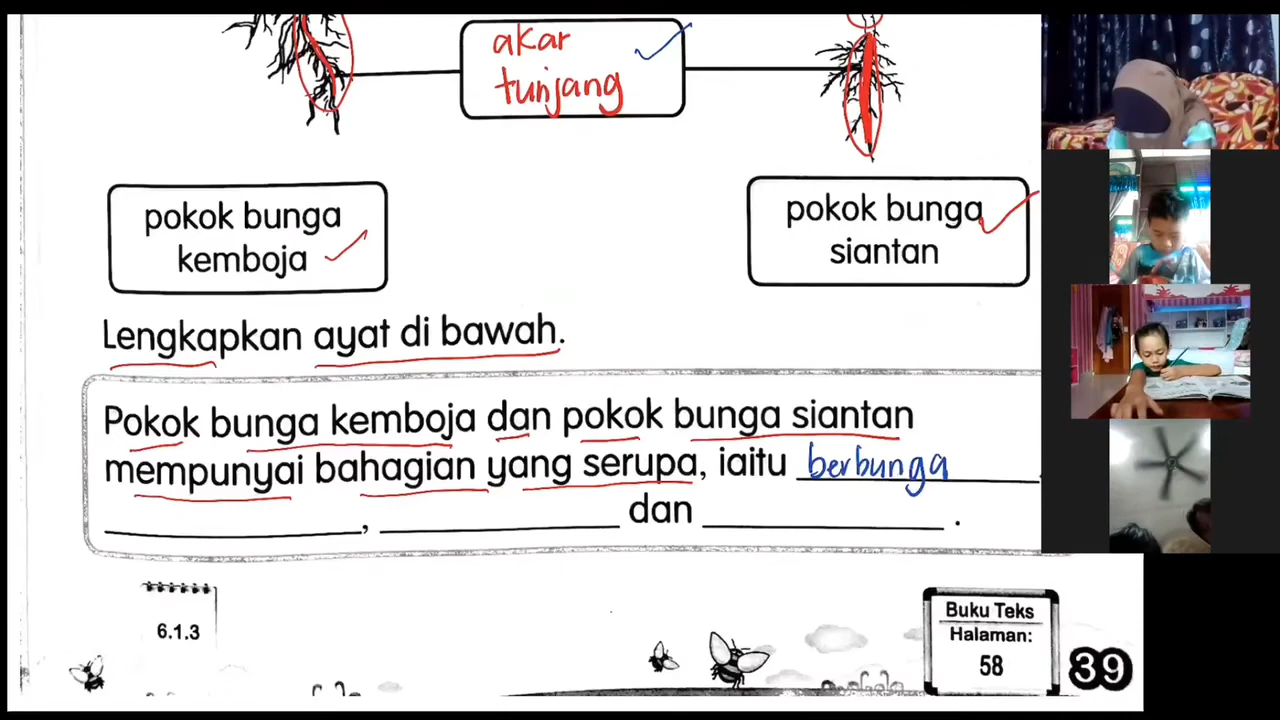 akar
tunjang
pokok bunga
kemboja
pokok bunga
siantan
Lengkapkan ayat di bawah.
Pokok bunga kemboja dan pokok bunga siantan
mempunyai bahagian yang serupa, iaitu berbunga
, dan .
6.1.3
Buku Teks
Halaman:
58
39